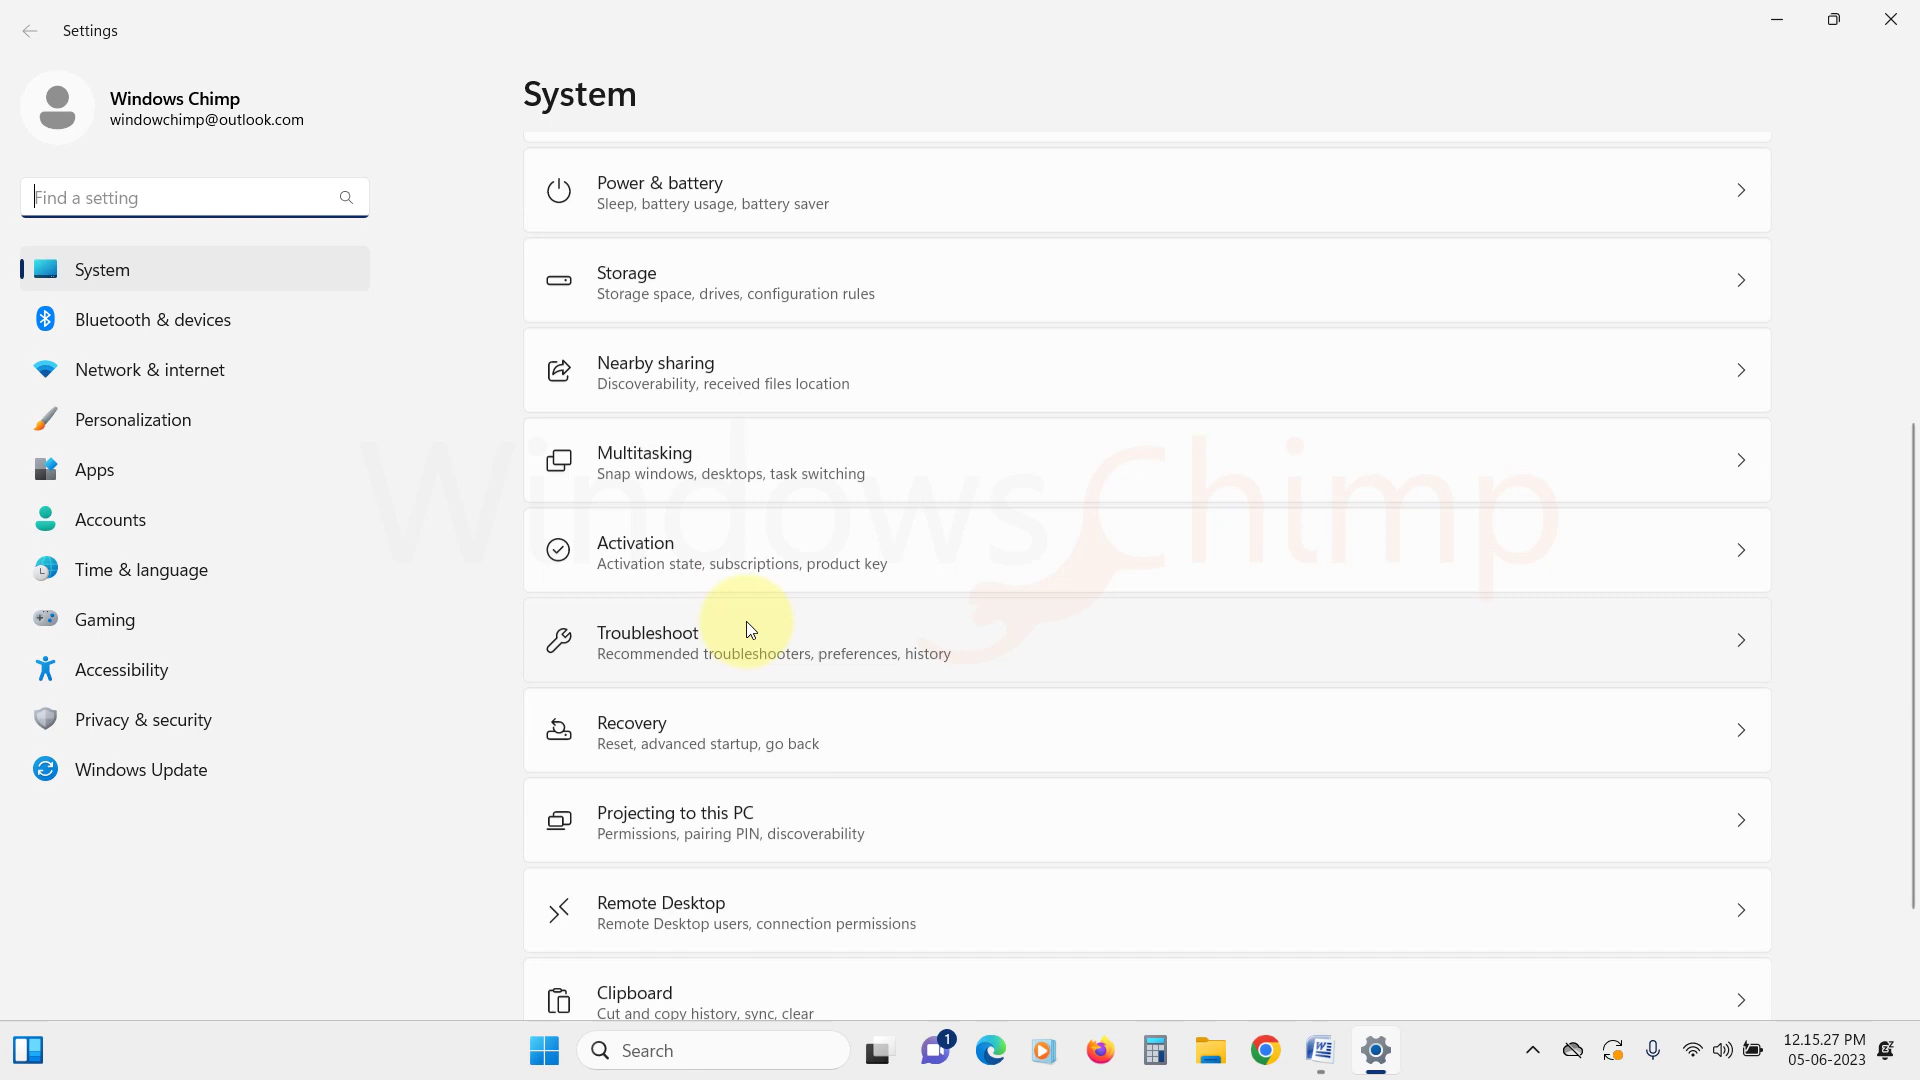 Settings
Windows Chimp
windowchimp@outlook.com
Find a setting
System
Bluetooth & devices
Network & internet
Personalization
Apps
Accounts
Time & language
Gaming
Accessibility
Privacy & security
Windows Update
System
Power & battery
Sleep, battery usage, battery saver
Storage
Storage space, drives, configuration rules
Nearby sharing
Discoverability, received files location
Multitasking
Snap windows, desktops, task switching
WindowsChimp
Activation
Activation state, subscriptions, product key
Troubleshoot
Recommended troubleshooters, preferences, history
Recovery
Reset, advanced startup, go back
Projecting to this PC
Permissions, pairing PIN, discoverability
Remote Desktop
Remote Desktop users, connection permissions
Clipboard
Cut and copy history, sync, clear
Search
1
12.15.27 PM
05-06-2023